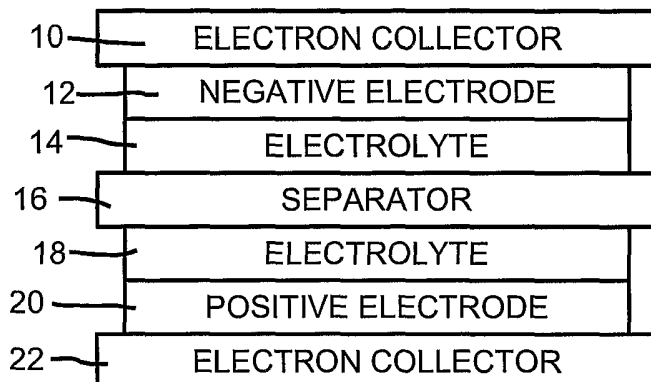 10 ELECTRON COLLECTOR
12 NEGATIVE ELECTRODE
14 ELECTROLYTE
16 SEPARATOR
18 ELECTROLYTE
20 POSITIVE ELECTRODE
22 ELECTRON COLLECTOR